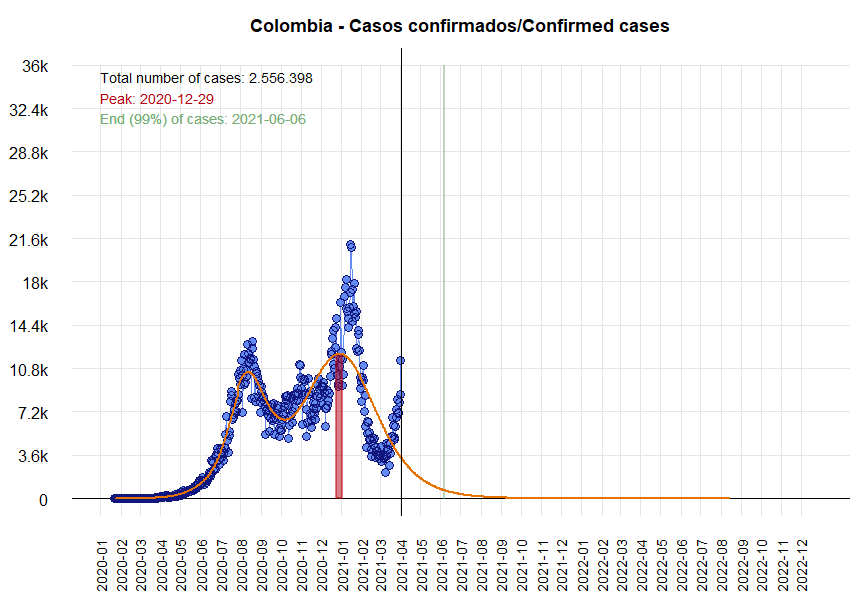 Colombia - Casos confirmados/Confirmed cases
36k
Total number of cases: 2.556.398
Peak: 2020-12-29
32.4k
End (99%) of cases: 2021-06-06
28.8k
25.2k
21.6k
18k
14.4k
10.8k
7.2k
3.6k
0
2020-01
2020-02
2020-03
2020-04
2020-05
2020-06
2020-07
2020-08
2020-09
2020-10
2020-11
2020-12
2021-01
2021-02
2021-03
2021-04
2021-05
2021-06
2021-07
2021-08
2021-09
2021-10
2021-11
2021-12
2022-01
2022-02
2022-03
2022-04
2022-05
2022-06
2022-07
2022-08
2022-09
2022-10
2022-11
2022-12